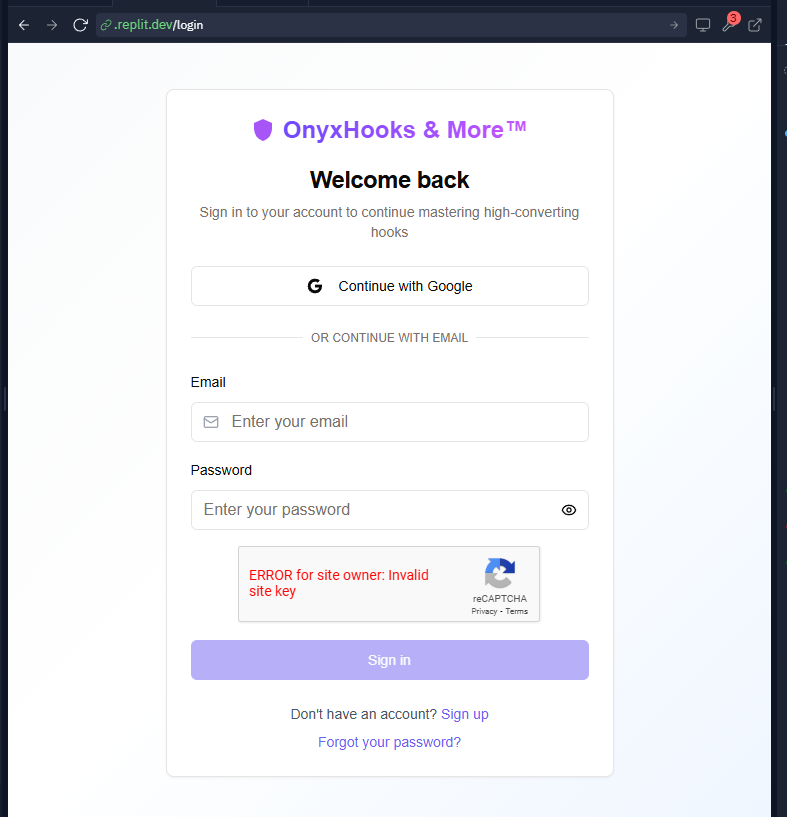 .replit.dev/login
3
OnyxHooks & More™
Welcome back
Sign in to your account to continue mastering high-converting
hooks
Continue with Google
OR CONTINUE WITH EMAIL
Email
Enter your email
Password
Enter your password
ERROR for site owner: Invalid
site key
reCAPTCHA
Privacy - Terms
Sign in
Don't have an account? Sign up
Forgot your password?